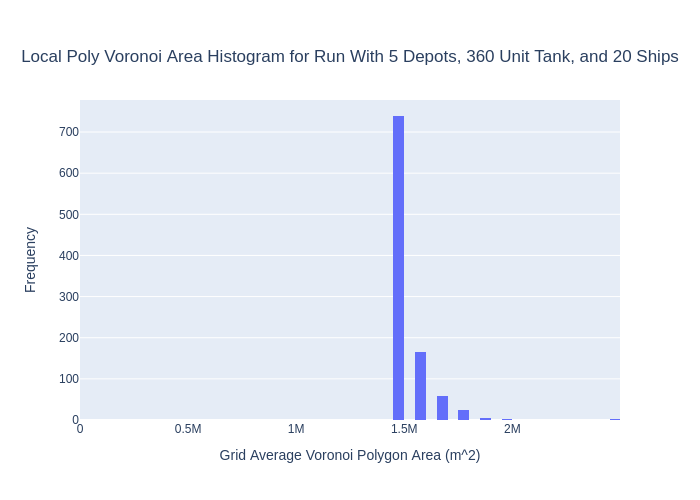 Local Poly Voronoi Area Histogram for Run With 5 Depots, 360 Unit Tank, and 20 Ships
700
600
500
400
300
200
100
0
Frequency
0
0.5M
1M
1.5M
2M
Grid Average Voronoi Polygon Area (m^2)